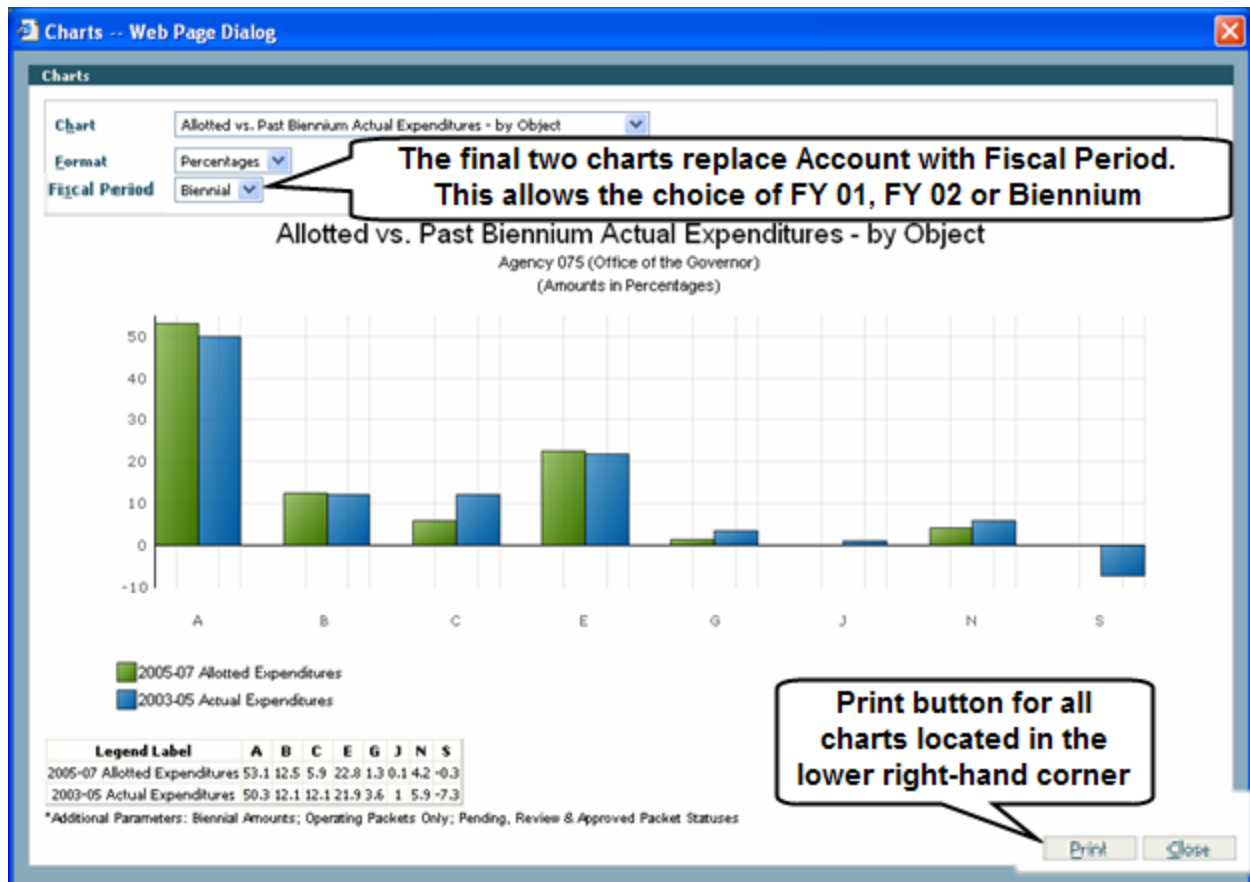 Charts -- Web Page Dialog
Charts
Chart Allotted vs. Past Biennium Actual Expenditures - by Object
Format Percentages
Fiscal Period Biennial
The final two charts replace Account with Fiscal Period.
This allows the choice of FY 01, FY 02 or Biennium
Allotted vs. Past Biennium Actual Expenditures - by Object
Agency 075 (Office of the Governor)
(Amounts in Percentages)
50
40
30
20
10
0
-10
A B C E G J N S
2005-07 Allotted Expenditures
2003-05 Actual Expenditures
Print button for all
charts located in the
lower right-hand corner
Legend Label A B C E G J N S
2005-07 Allotted Expenditures 53.1 12.5 5.9 22.8 1.3 0.1 4.2 -0.3
2003-05 Actual Expenditures 50.3 12.1 12.1 21.9 3.6 1 5.9 -7.3
*Additional Parameters: Biennial Amounts; Operating Packets Only; Pending, Review & Approved Packet Statuses
Print Close